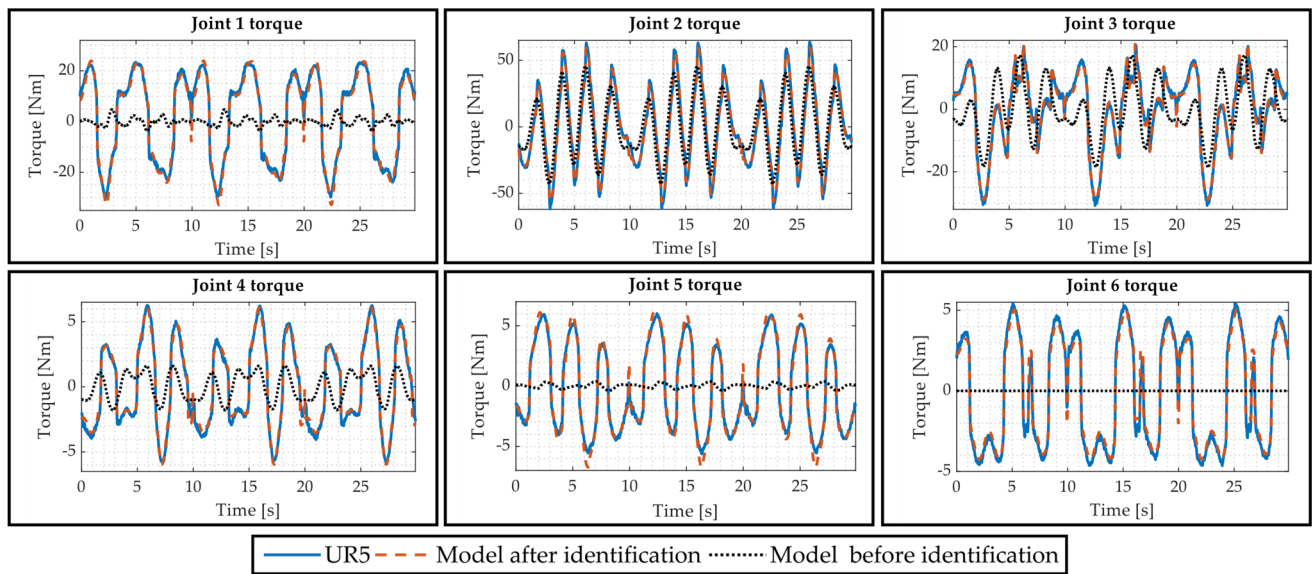 Joint 1 torque
Torque [Nm]
20
0
-20
0 5 10 15 20 25
Time [s]
Joint 2 torque
Torque [Nm]
50
0
-50
0 5 10 15 20 25
Time [s]
Joint 3 torque
Torque [Nm]
20
0
-20
0 5 10 15 20 25
Time [s]
Joint 4 torque
Torque [Nm]
5
0
-5
0 5 10 15 20 25
Time [s]
Joint 5 torque
Torque [Nm]
5
0
-5
0 5 10 15 20 25
Time [s]
Joint 6 torque
Torque [Nm]
5
0
-5
0 5 10 15 20 25
Time [s]
UR5 Model after identification Model before identification